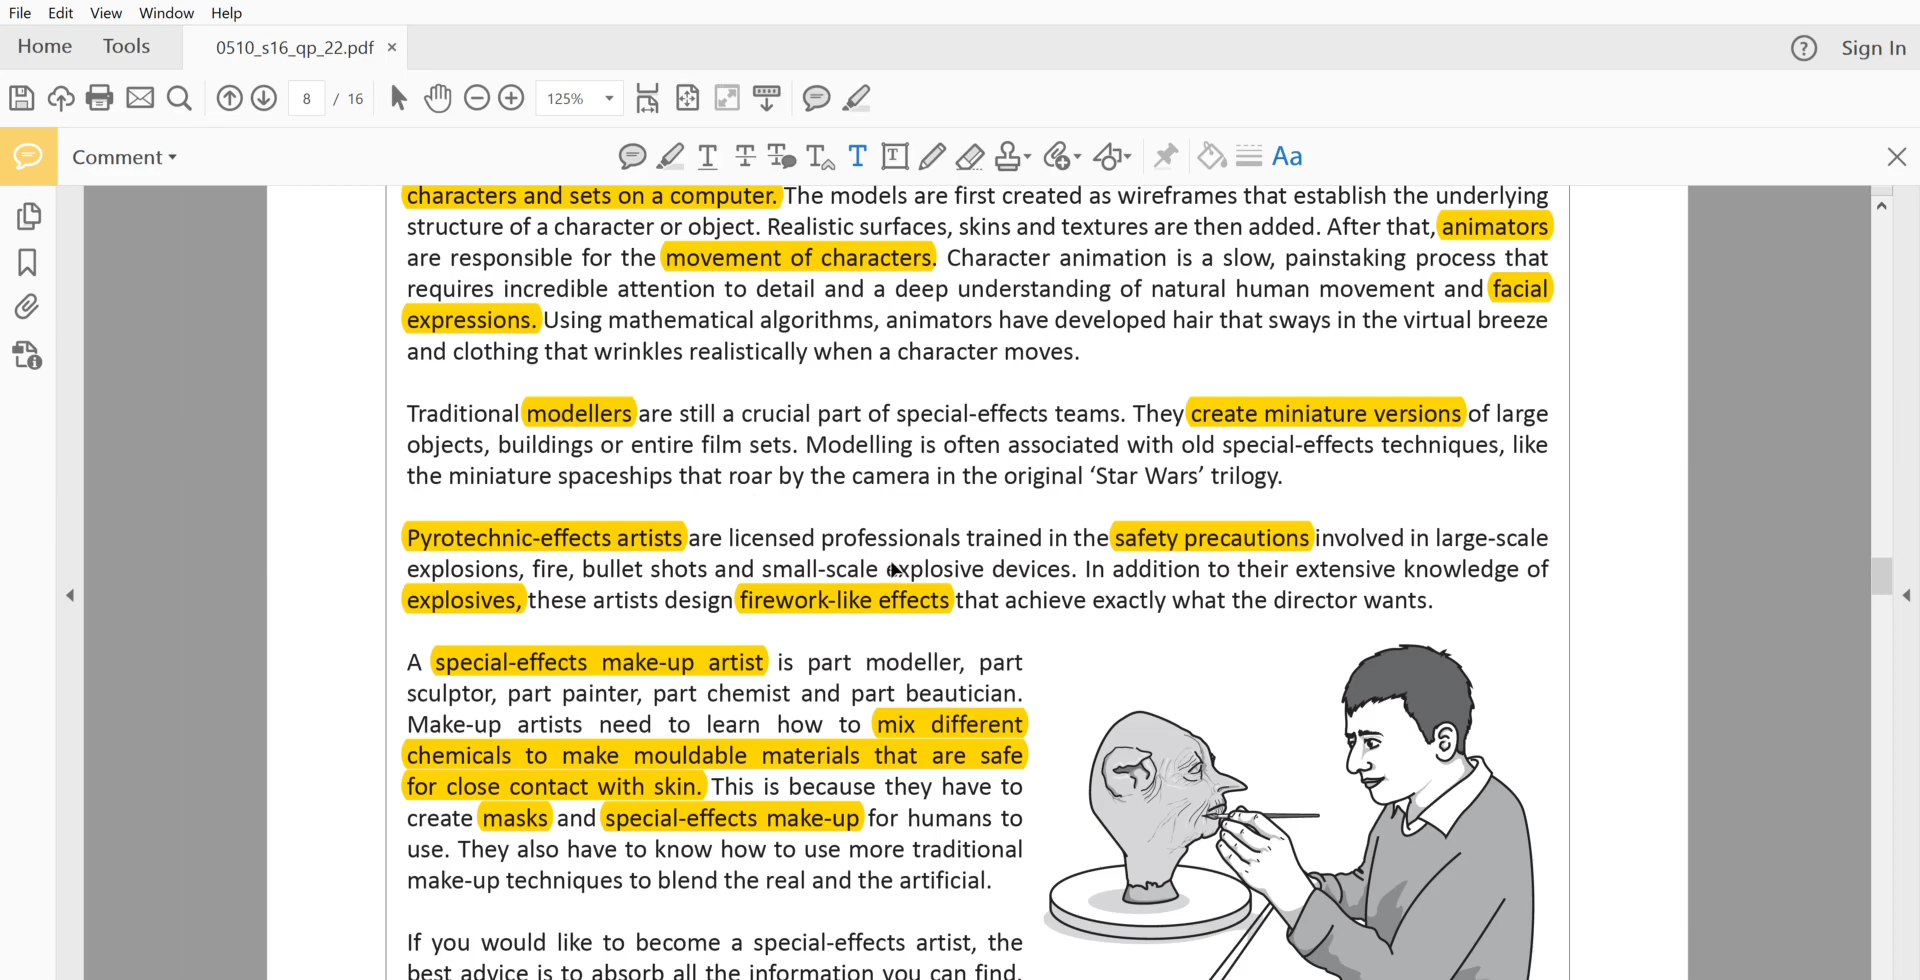 File Edit View Window Help
Home Tools 0510_s16_qp_22.pdf × ? Sign In
8 / 16 125%
Comment T T T T T T Aa
characters and sets on a computer. The models are first created as wireframes that establish the underlying
structure of a character or object. Realistic surfaces, skins and textures are then added. After that, animators
are responsible for the movement of characters. Character animation is a slow, painstaking process that
requires incredible attention to detail and a deep understanding of natural human movement and facial
expressions. Using mathematical algorithms, animators have developed hair that sways in the virtual breeze
and clothing that wrinkles realistically when a character moves.
Traditional modellers are still a crucial part of special-effects teams. They create miniature versions of large
objects, buildings or entire film sets. Modelling is often associated with old special-effects techniques, like
the miniature spaceships that roar by the camera in the original ‘Star Wars’ trilogy.
Pyrotechnic-effects artists are licensed professionals trained in the safety precautions involved in large-scale
explosions, fire, bullet shots and small-scale explosive devices. In addition to their extensive knowledge of
explosives, these artists design firework-like effects that achieve exactly what the director wants.
A special-effects make-up artist is part modeller, part
sculptor, part painter, part chemist and part beautician.
Make-up artists need to learn how to mix different
chemicals to make mouldable materials that are safe
for close contact with skin. This is because they have to
create masks and special-effects make-up for humans to
use. They also have to know how to use more traditional
make-up techniques to blend the real and the artificial.
If you would like to become a special-effects artist, the
best advice is to absorb all the information you can find.